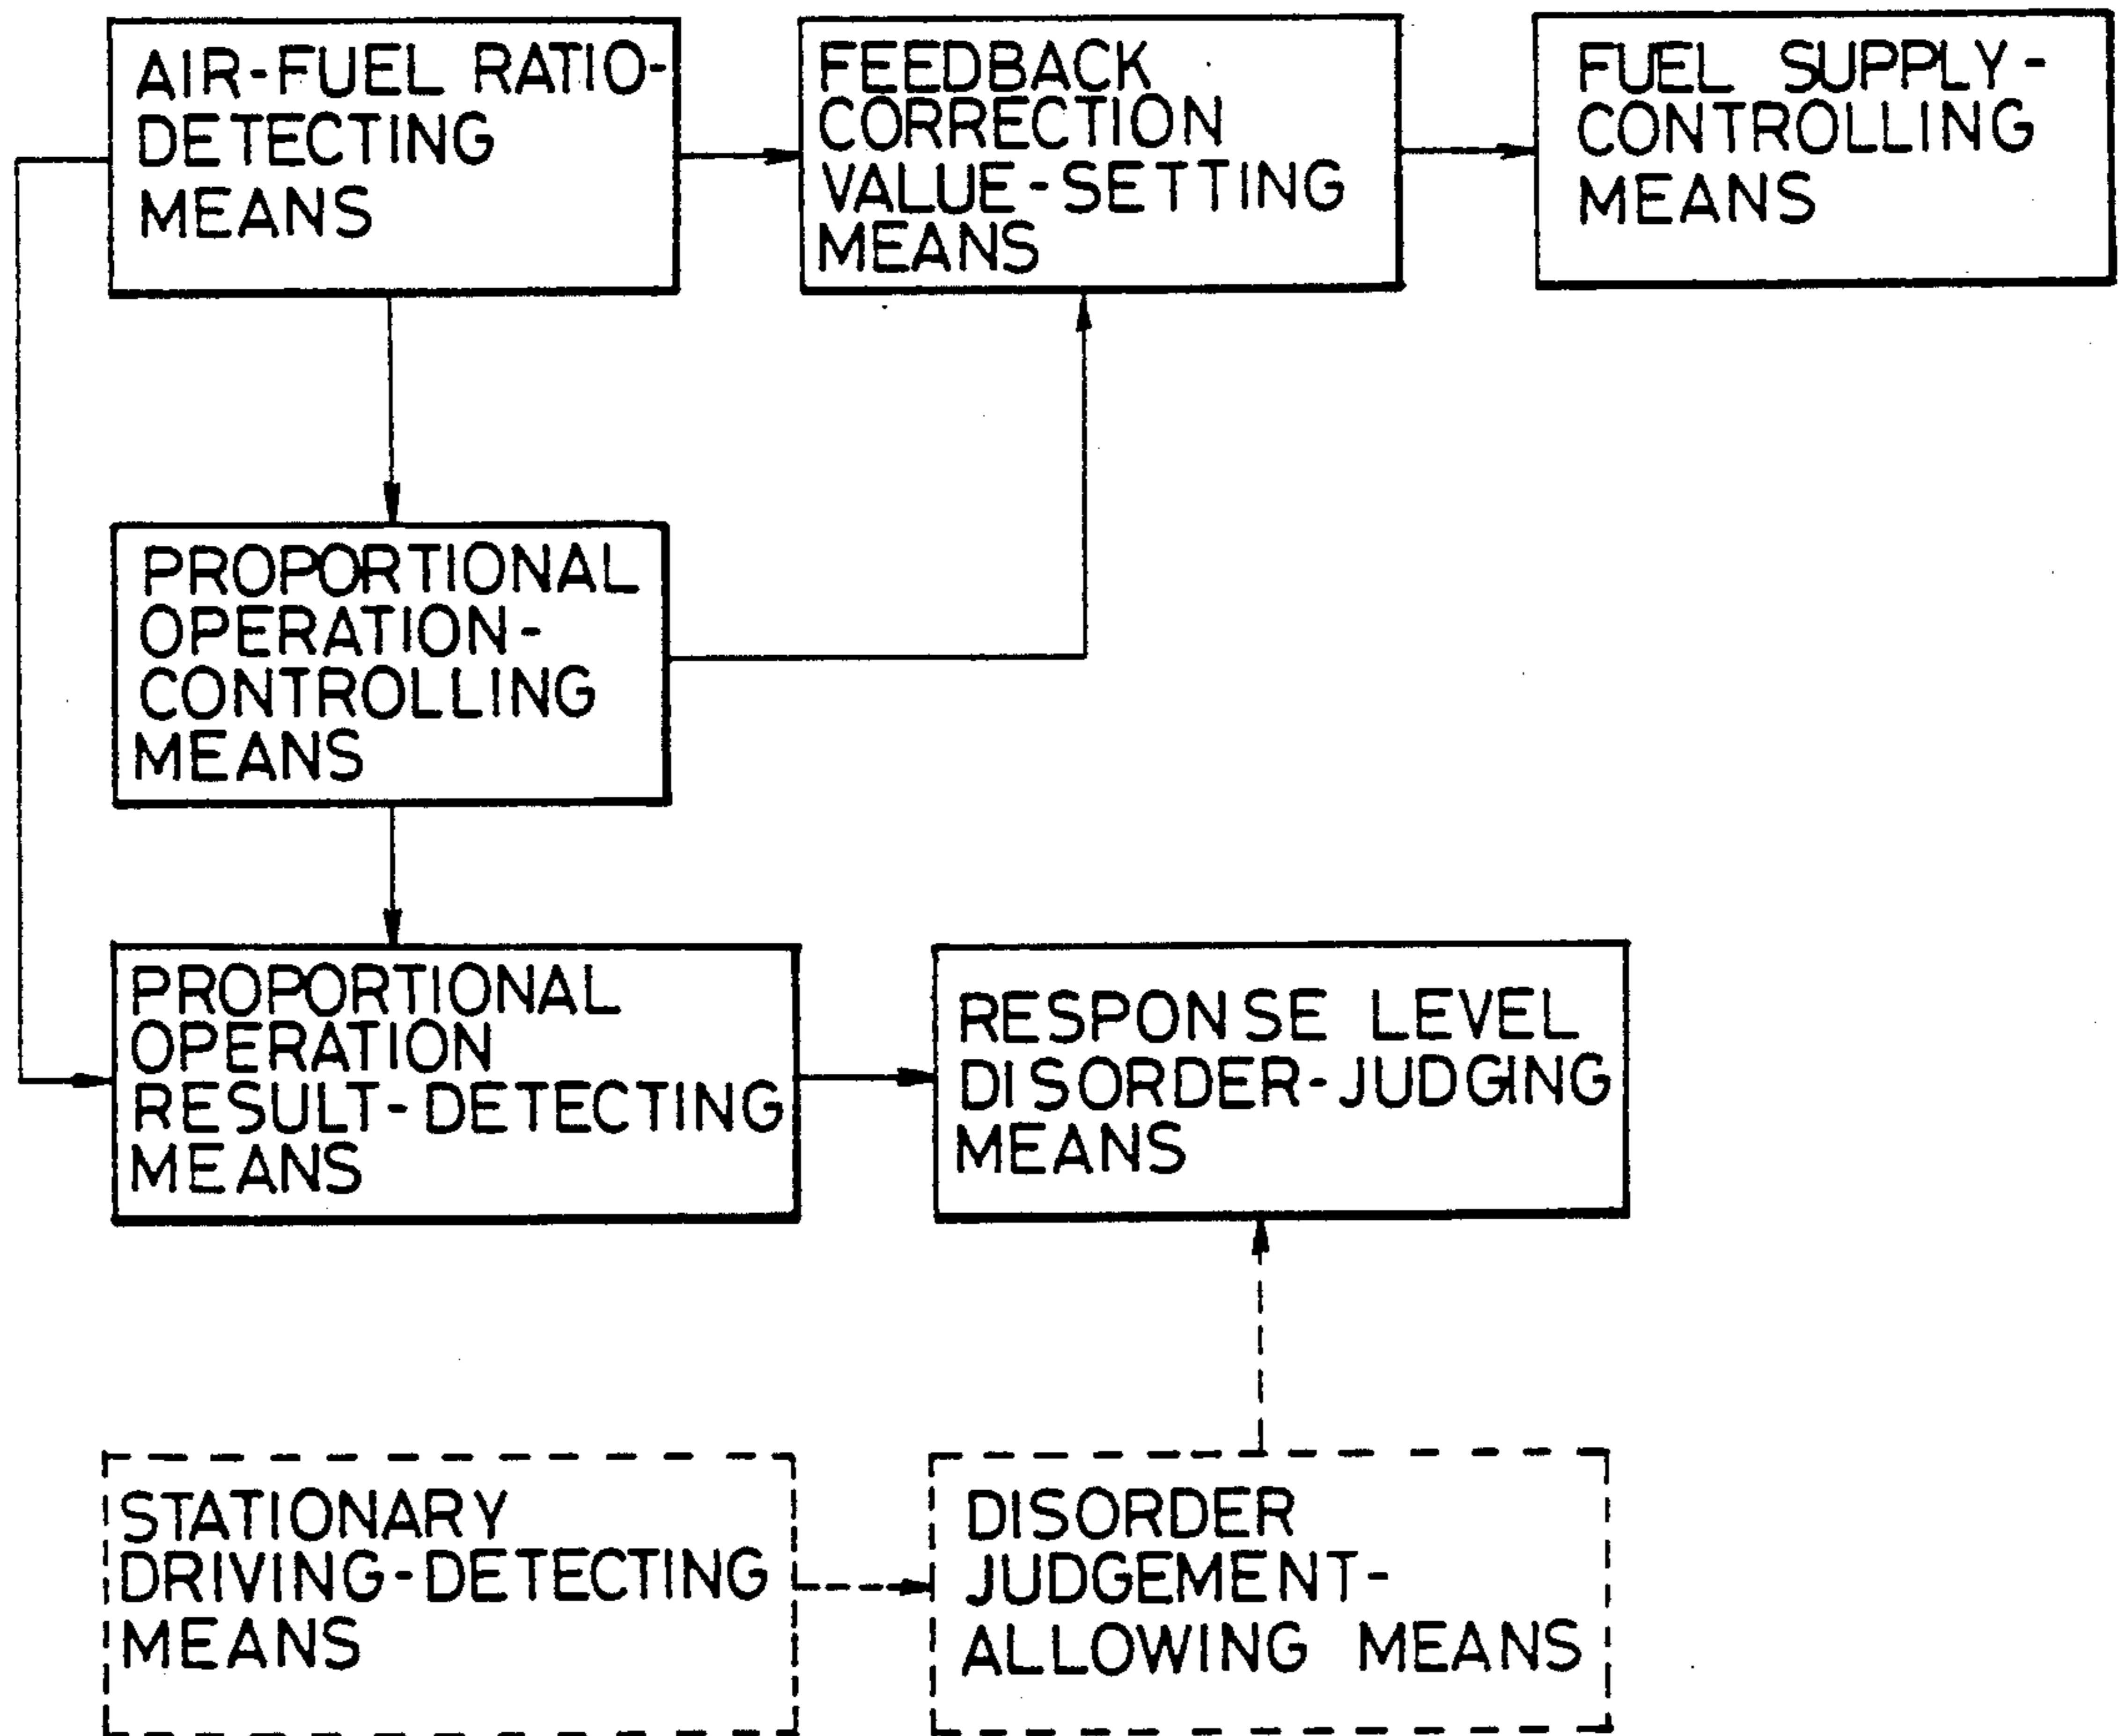 AIR-FUEL RATIO-
DETECTING
MEANS
FEEDBACK
CORRECTION
VALUE-SETTING
MEANS
FUEL SUPPLY-
CONTROLLING
MEANS
PROPORTIONAL
OPERATION-
CONTROLLING
MEANS
PROPORTIONAL
OPERATION
RESULT-DETECTING
MEANS
RESPONSE LEVEL
DISORDER-JUDGING
MEANS
STATIONARY
DRIVING-DETECTING
MEANS
DISORDER
JUDGEMENT-
ALLOWING MEANS